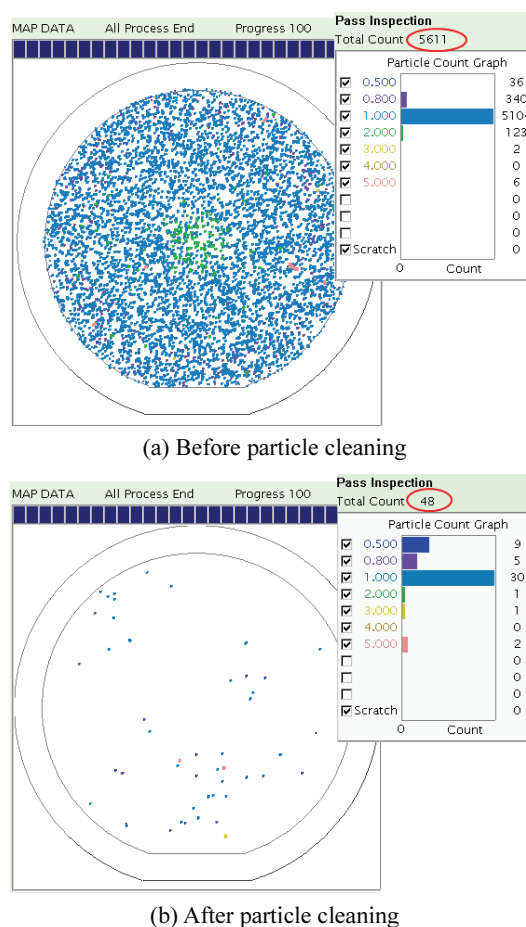 MAP DATA All Process End Progress 100
Pass Inspection
Total Count 5611
Particle Count Graph
0.500 36
0.800 340
1.000 5104
2.000 123
3.000 2
4.000 0
5.000 6
0
0
0
Scratch 0
0 Count
(a) Before particle cleaning
MAP DATA All Process End Progress 100
Pass Inspection
Total Count 48
Particle Count Graph
0.500 9
0.800 5
1.000 30
2.000 1
3.000 1
4.000 0
5.000 2
0
0
0
Scratch 0
0 Count
(b) After particle cleaning